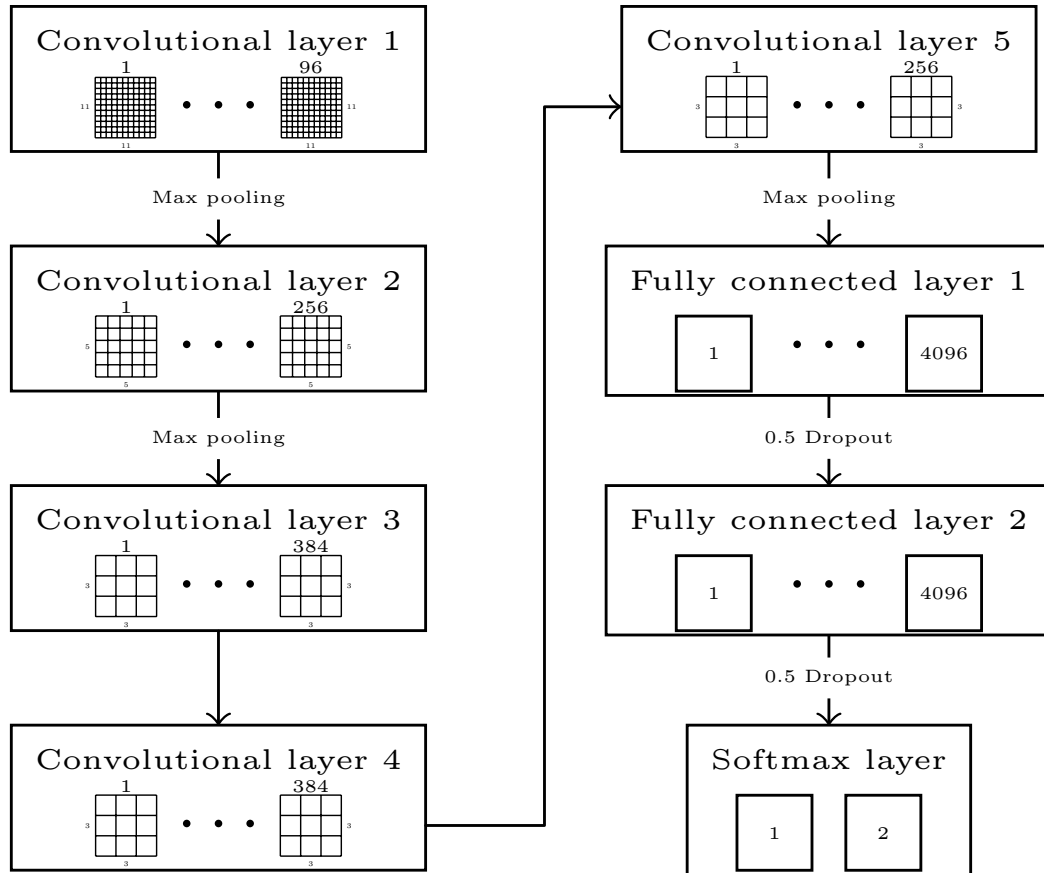 Convolutional layer 1
1 96
11 11
11 11
Max pooling
Convolutional layer 2
1 256
5 5
5 5
Max pooling
Convolutional layer 3
1 384
3 3
3 3
Convolutional layer 4
1 384
3 3
3 3
Convolutional layer 5
1 256
3 3
3 3
Max pooling
Fully connected layer 1
1 4096
0.5 Dropout
Fully connected layer 2
1 4096
0.5 Dropout
Softmax layer
1 2